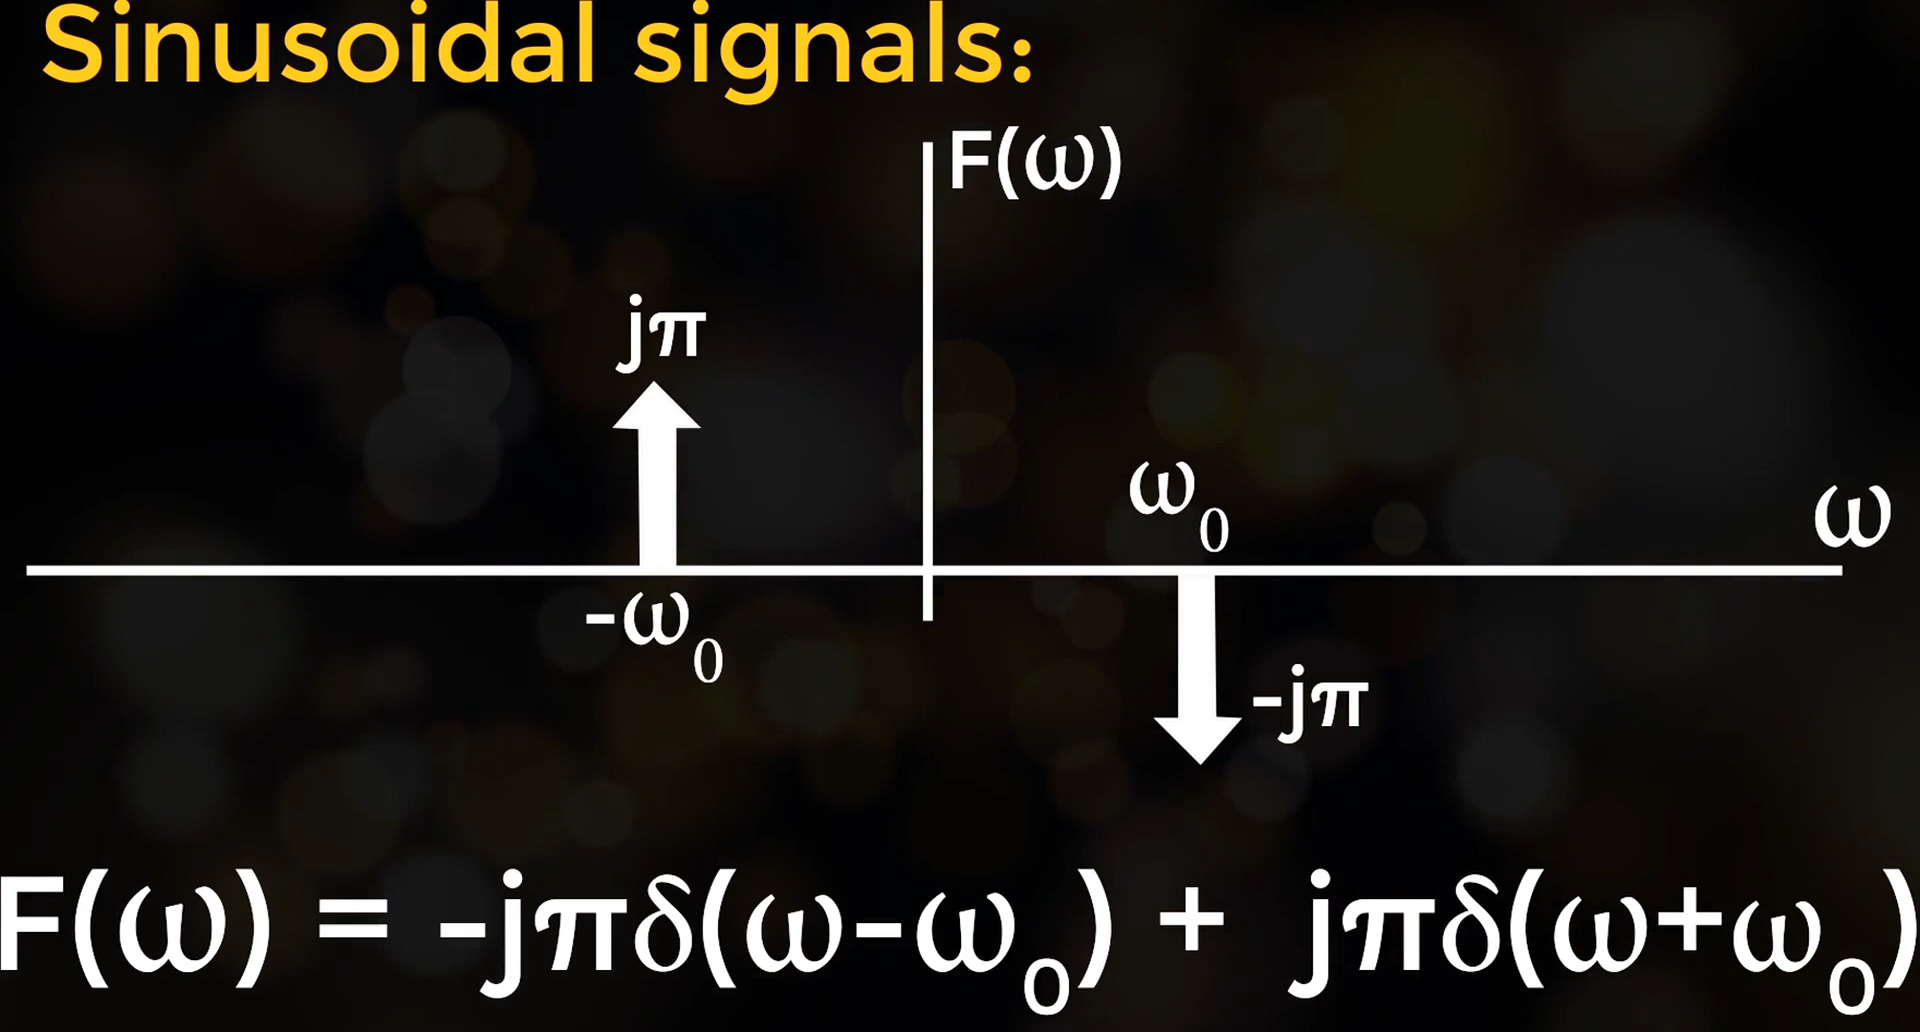 Sinusoidal signals:
F(ω)
jπ
ω₀
ω
-ω₀
-jπ
F(ω) = -jπδ(ω-ω₀) + jπδ(ω+ω₀)